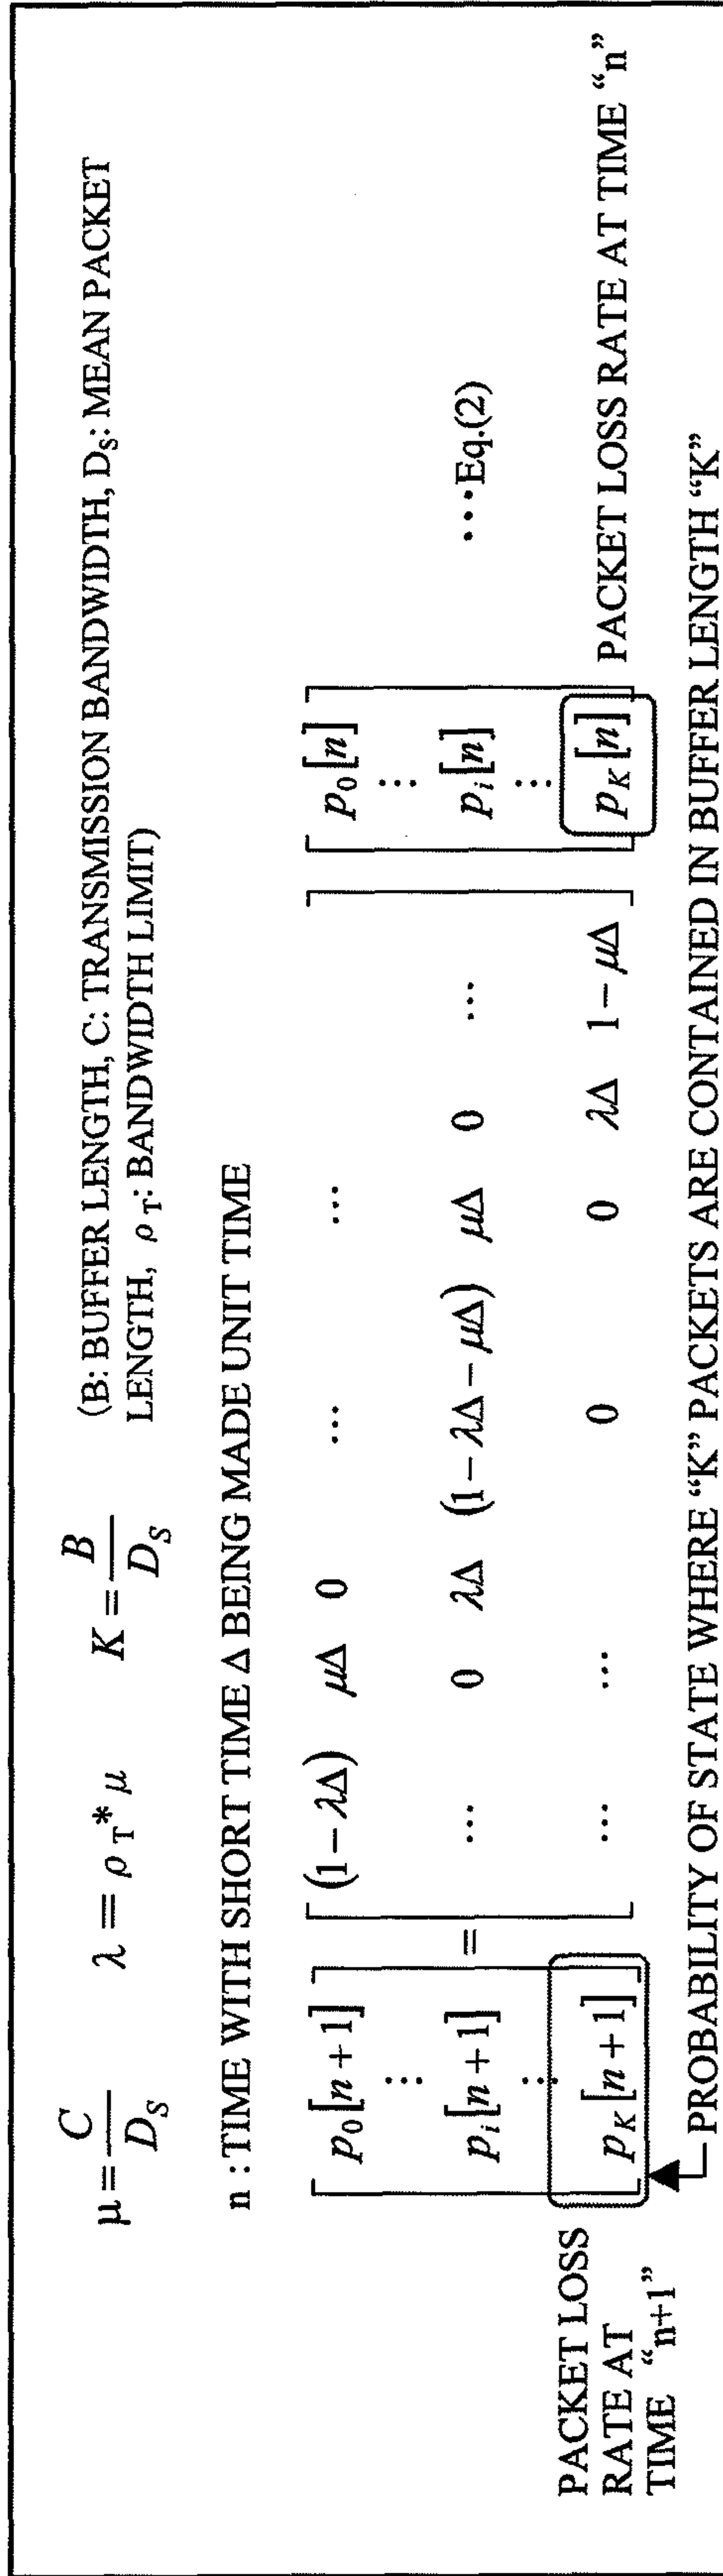 μ = C / D_S   λ = ρ_T * μ   K = B / D_S   (B: BUFFER LENGTH, C: TRANSMISSION BANDWIDTH, D_S: MEAN PACKET
LENGTH, ρ_T: BANDWIDTH LIMIT)
n : TIME WITH SHORT TIME Δ BEING MADE UNIT TIME
[ p_0[n+1] ⋮ p_i[n+1] ⋮ p_K[n+1] ] =
(1−λΔ) μΔ 0 … …
… 0 λΔ (1−λΔ−μΔ) μΔ 0 …
… … 0 0 λΔ 1−μΔ
[ p_0[n] ⋮ p_i[n] ⋮ p_K[n] ]
…Eq.(2)
PACKET LOSS
RATE AT
TIME “n+1”
PACKET LOSS RATE AT TIME “n”
PROBABILITY OF STATE WHERE “K” PACKETS ARE CONTAINED IN BUFFER LENGTH “K”